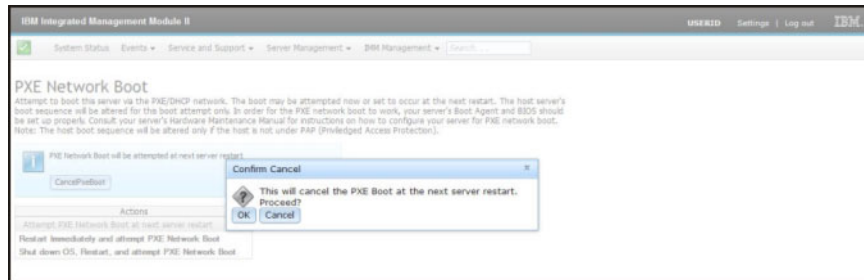 IBM Integrated Management Module II
USERID Settings | Log out IBM.
System Status Events Service and Support Server Management IMM Management Search...
PXE Network Boot
Attempt to boot this server via the PXE/DHCP network. The boot may be attempted now or set to occur at the next restart. The host server's
boot sequence will be altered for this boot attempt only. In order for the PXE network boot to work, your server's Boot Agent and BIOS should
be set up properly. Consult your server's Hardware Maintenance Manual for instructions on how to configure your server for PXE network boot.
Note: The host boot sequence will be altered only if the host is not under PAP (Priviledged Access Protection).
PXE Network Boot will be attempted at next server restart.
CancelPxeBoot
Confirm Cancel ×
This will cancel the PXE Boot at the next server restart.
Proceed?
OK Cancel
Actions
Attempt PXE Network Boot at next server restart
Restart Immediately and attempt PXE Network Boot
Shut down OS, Restart, and attempt PXE Network Boot